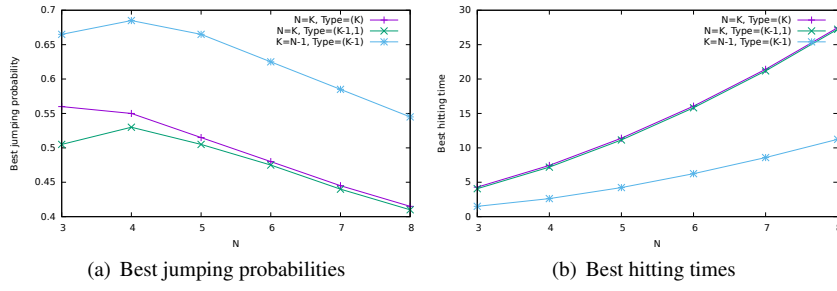 N=K, Type=(K)
N=K, Type=(K-1,1)
K=N-1, Type=(K-1)
0.7
0.65
0.6
0.55
0.5
0.45
0.4
Best jumping probability
3 4 5 6 7 8
N
(a) Best jumping probabilities
N=K, Type=(K)
N=K, Type=(K-1,1)
K=N-1, Type=(K-1)
30
25
20
15
10
5
0
Best hitting time
3 4 5 6 7 8
N
(b) Best hitting times